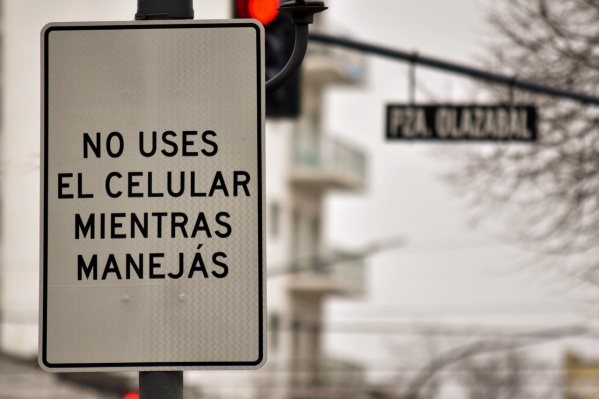 NO USES
EL CELULAR
MIENTRAS
MANEJÁS
PZA. OLAZABAL